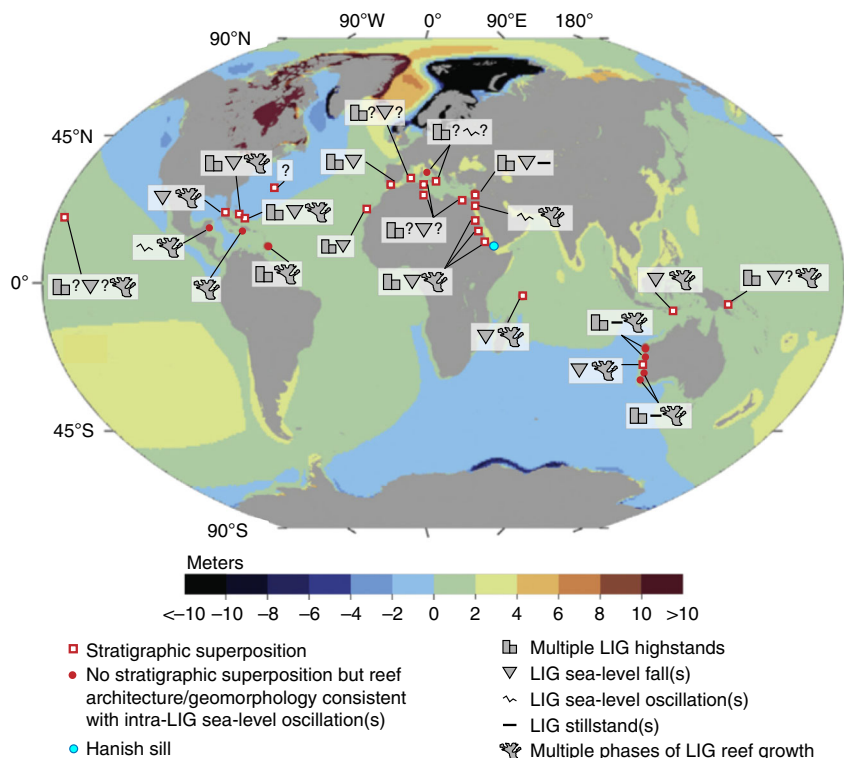 90°W 0° 90°E 180°
90°N
45°N
0°
45°S
90°S
? ?
? ?
?
? ?
? ?
?
Meters
<–10 –10 –8 –6 –4 –2 0 2 4 6 8 10 >10
Stratigraphic superposition
No stratigraphic superposition but reef
architecture/geomorphology consistent
with intra-LIG sea-level oscillation(s)
Hanish sill
Multiple LIG highstands
LIG sea-level fall(s)
LIG sea-level oscillation(s)
LIG stillstand(s)
Multiple phases of LIG reef growth